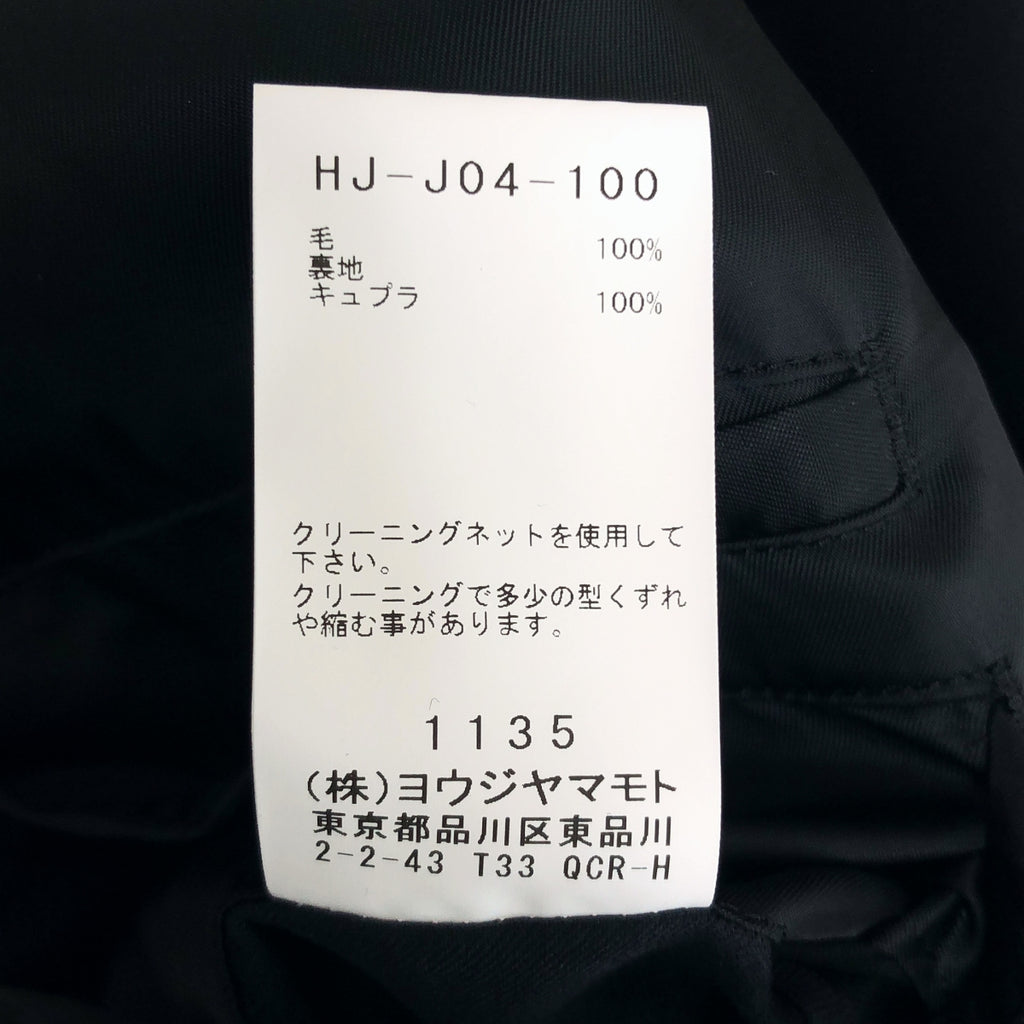 HJ-J04-100
毛 100%
裏地
キュプラ 100%
クリーニングネットを使用して
下さい。
クリーニングで多少の型くずれ
や縮む事があります。
1135
(株)ヨウジヤマモト
東京都品川区東品川
2-2-43 T33 QCR-H